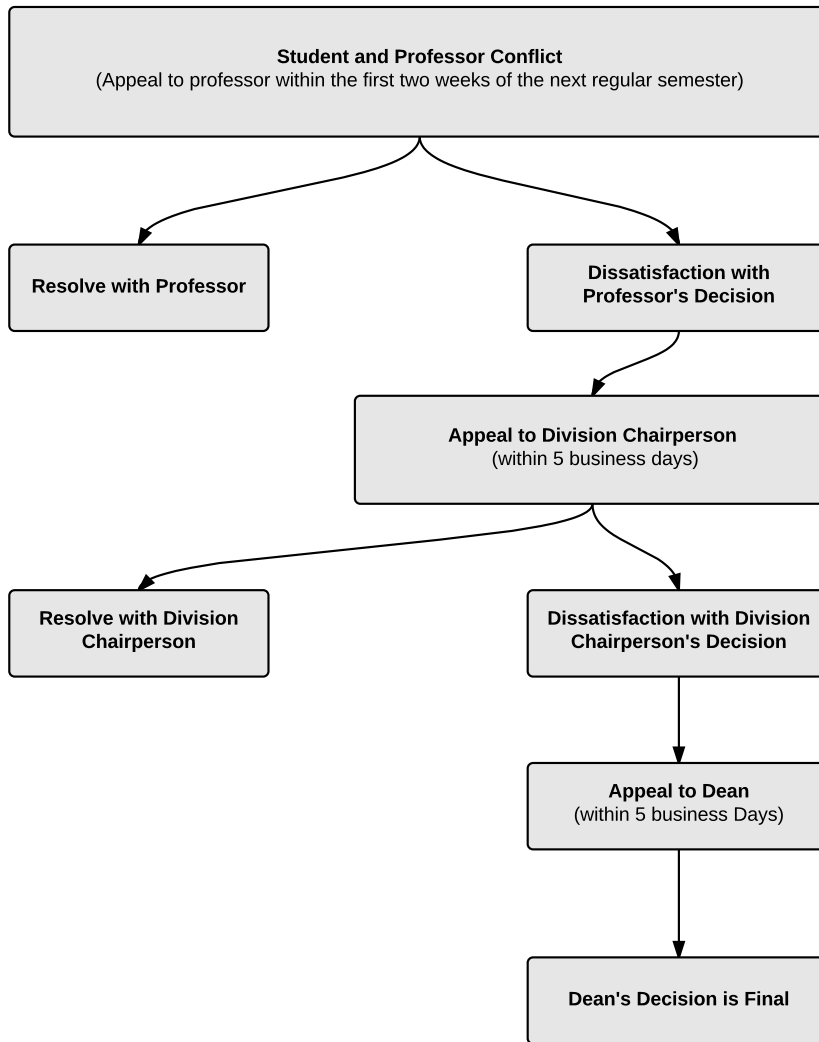 Student and Professor Conflict
(Appeal to professor within the first two weeks of the next regular semester)
Resolve with Professor
Dissatisfaction with
Professor's Decision
Appeal to Division Chairperson
(within 5 business days)
Resolve with Division
Chairperson
Dissatisfaction with Division
Chairperson's Decision
Appeal to Dean
(within 5 business Days)
Dean's Decision is Final